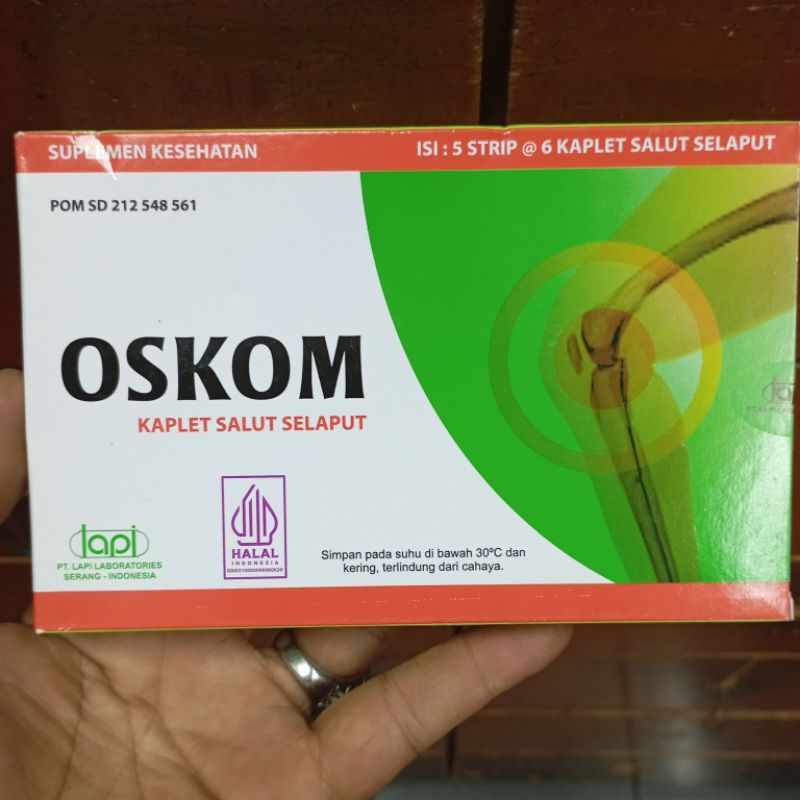 SUPLEMEN KESEHATAN
ISI : 5 STRIP @ 6 KAPLET SALUT SELAPUT
POM SD 212 548 561
OSKOM
KAPLET SALUT SELAPUT
lapi
PT. LAPI LABORATORIES
SERANG - INDONESIA
HALAL
INDONESIA
Simpan pada suhu di bawah 30°C dan
kering, terlindung dari cahaya.